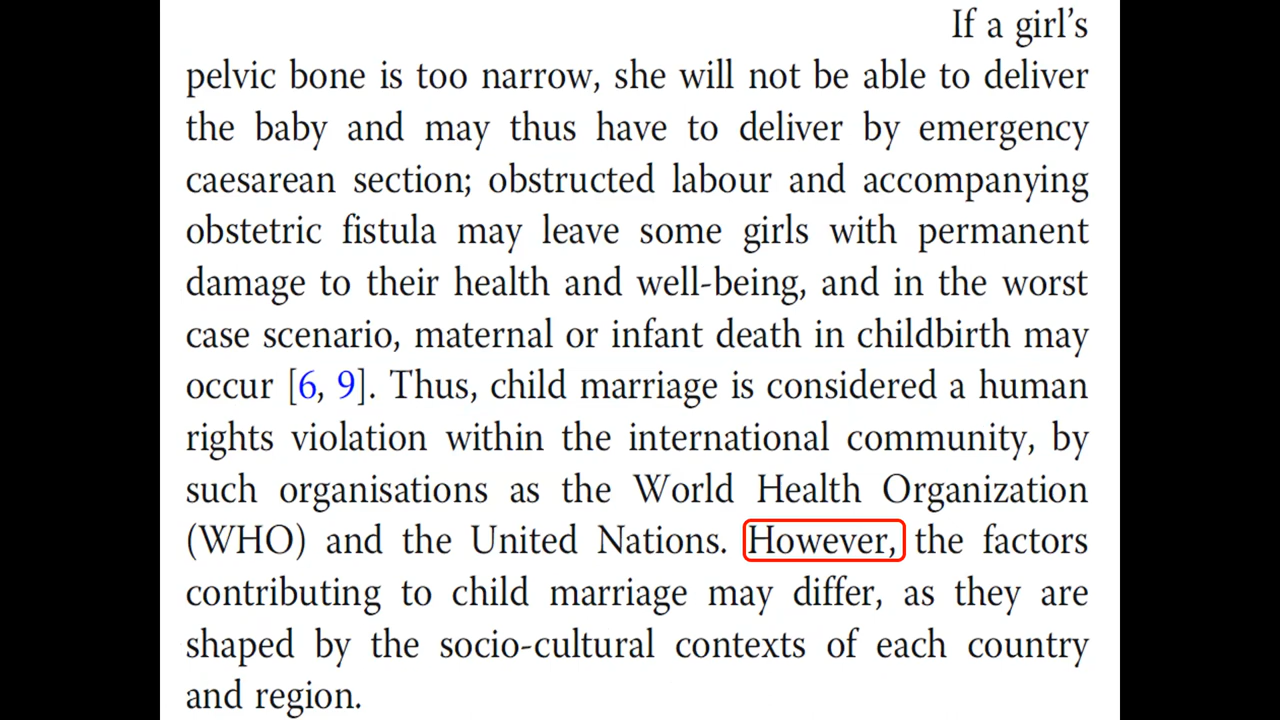 If a girl’s
pelvic bone is too narrow, she will not be able to deliver
the baby and may thus have to deliver by emergency
caesarean section; obstructed labour and accompanying
obstetric fistula may leave some girls with permanent
damage to their health and well-being, and in the worst
case scenario, maternal or infant death in childbirth may
occur [6, 9]. Thus, child marriage is considered a human
rights violation within the international community, by
such organisations as the World Health Organization
(WHO) and the United Nations. However, the factors
contributing to child marriage may differ, as they are
shaped by the socio-cultural contexts of each country
and region.